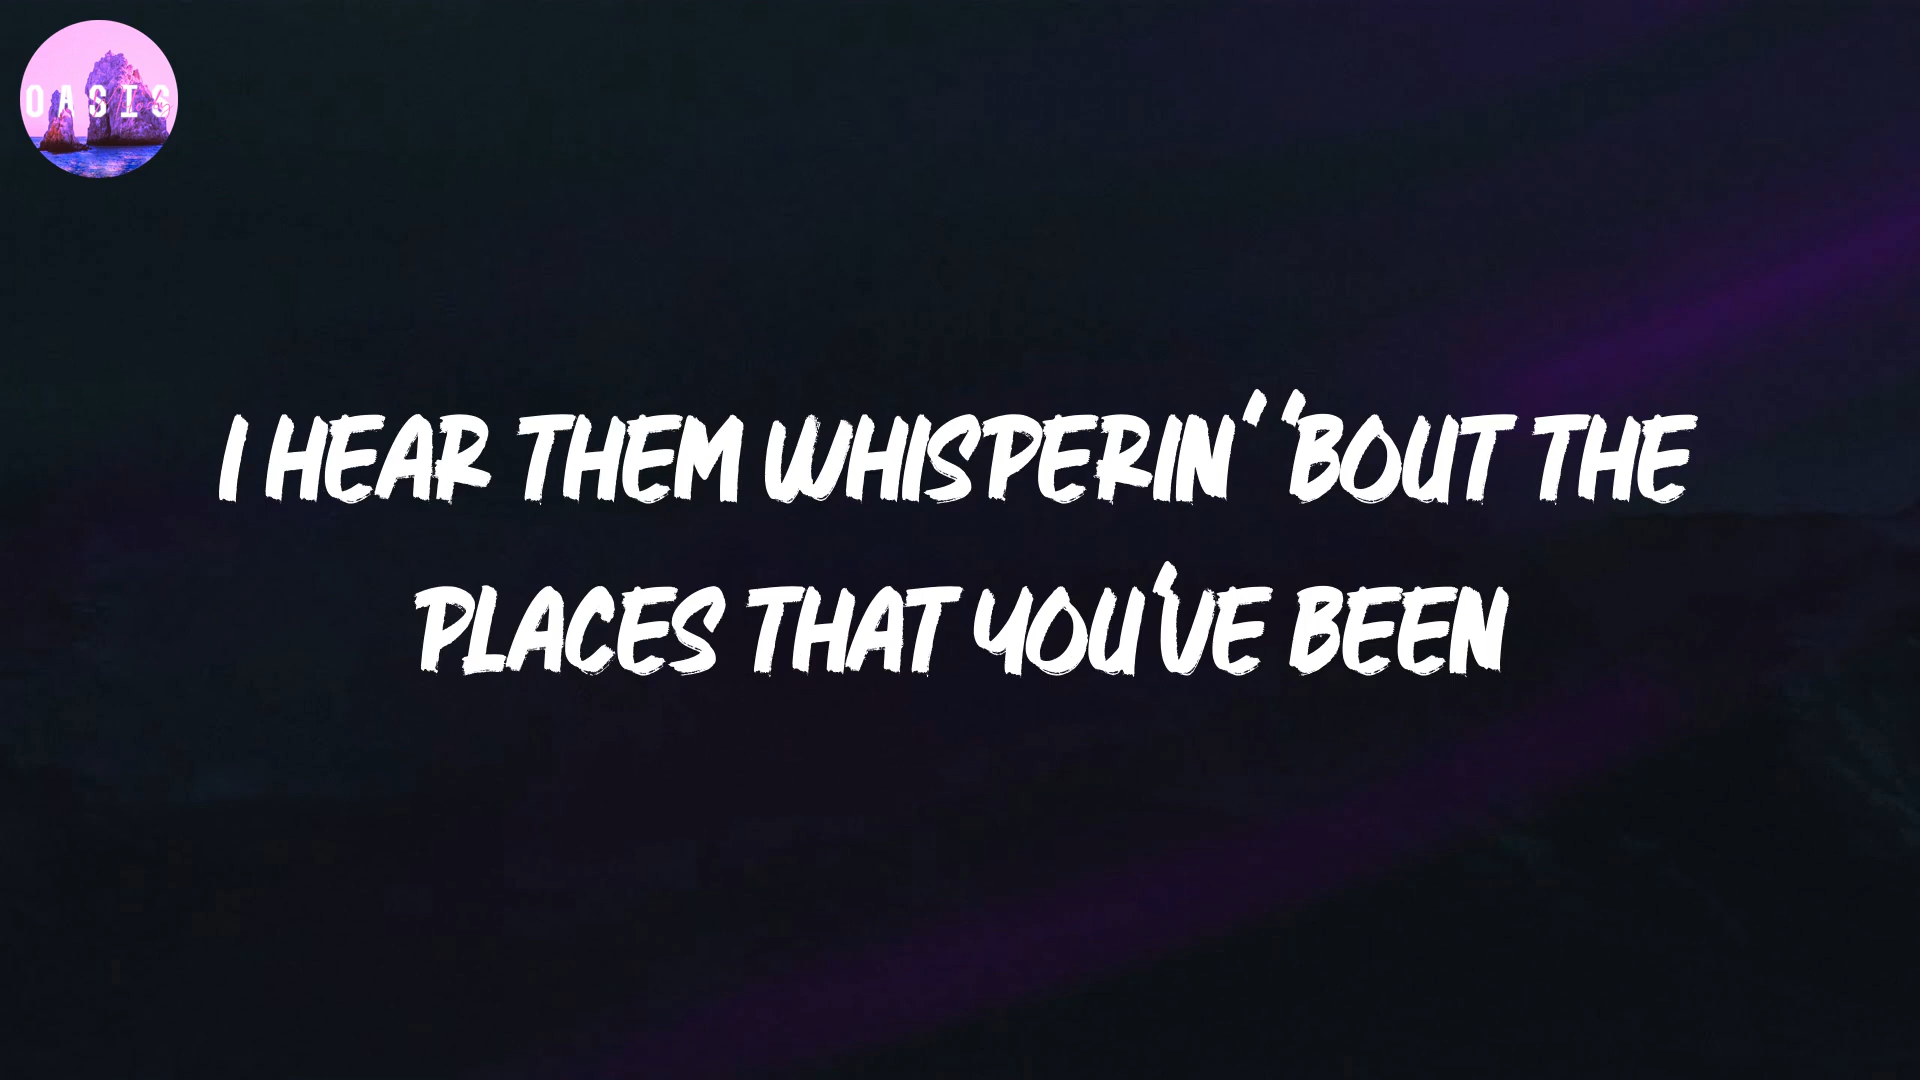 OASIS
I HEAR THEM WHISPERIN' 'BOUT THE
PLACES THAT YOU'VE BEEN